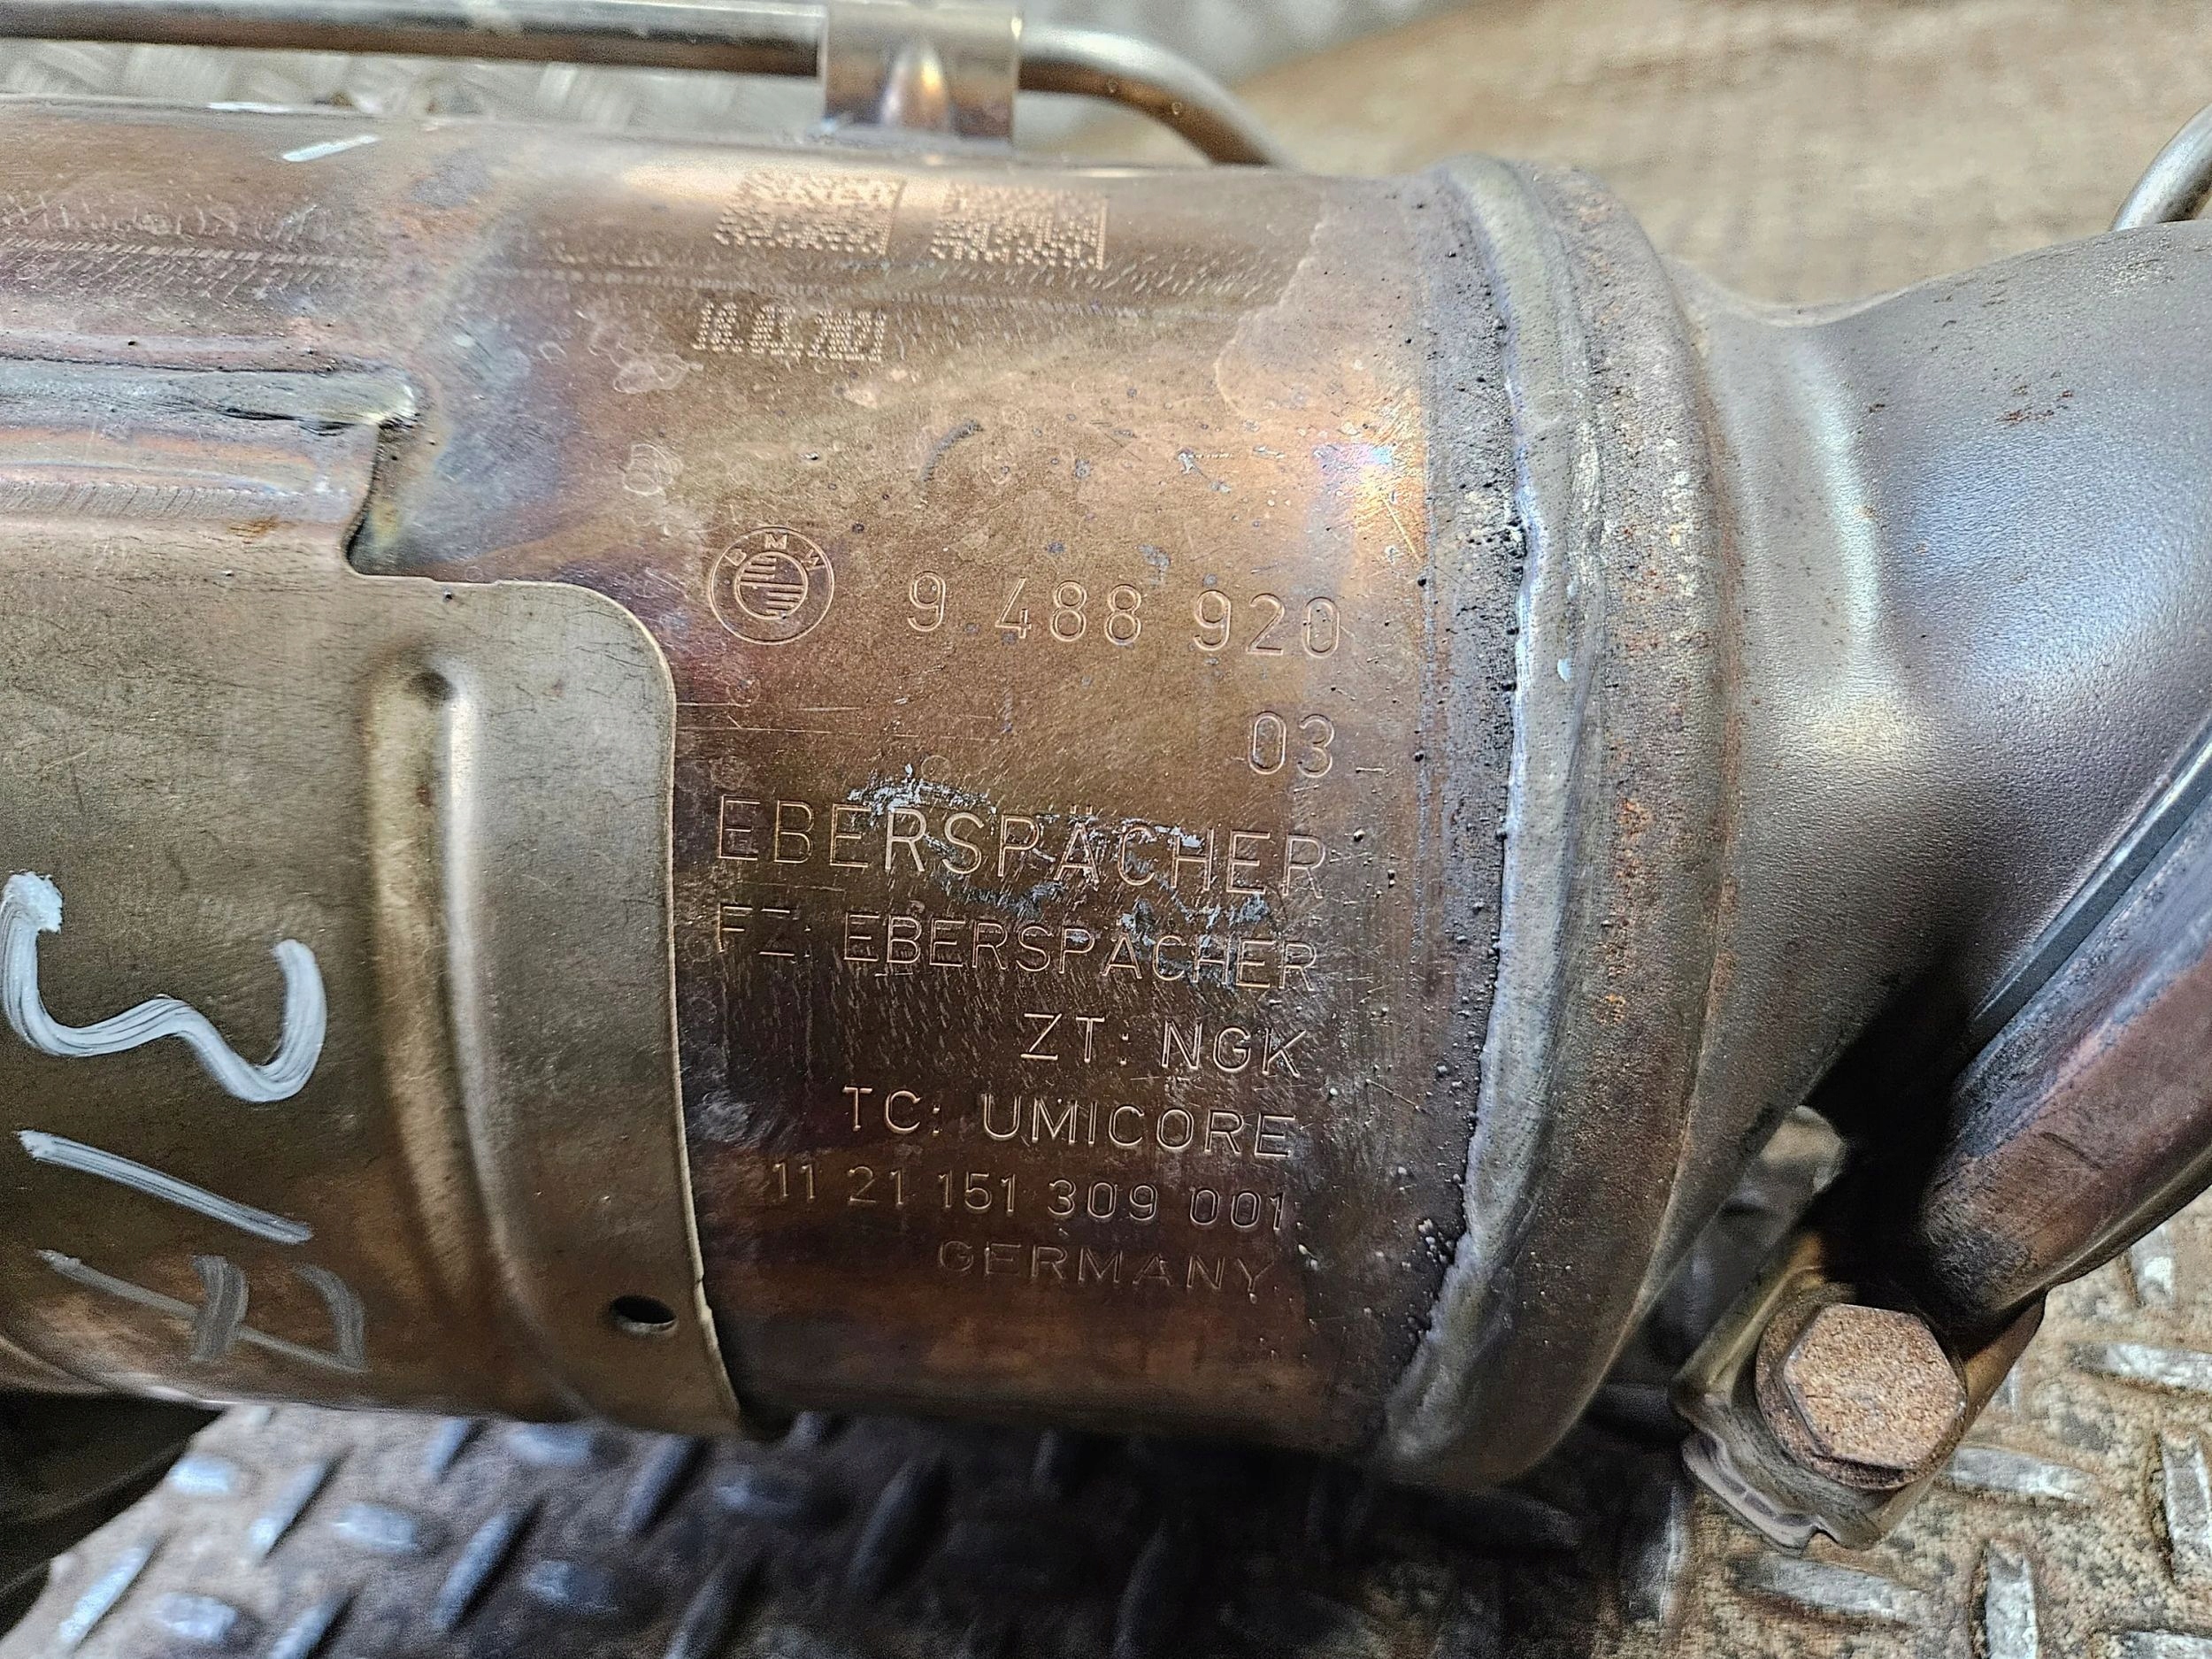 BMW 9 488 920
03
EBERSPÄCHER
FZ: EBERSPÄCHER
ZT: NGK
TC: UMICORE
11 21 151 309 001
GERMANY